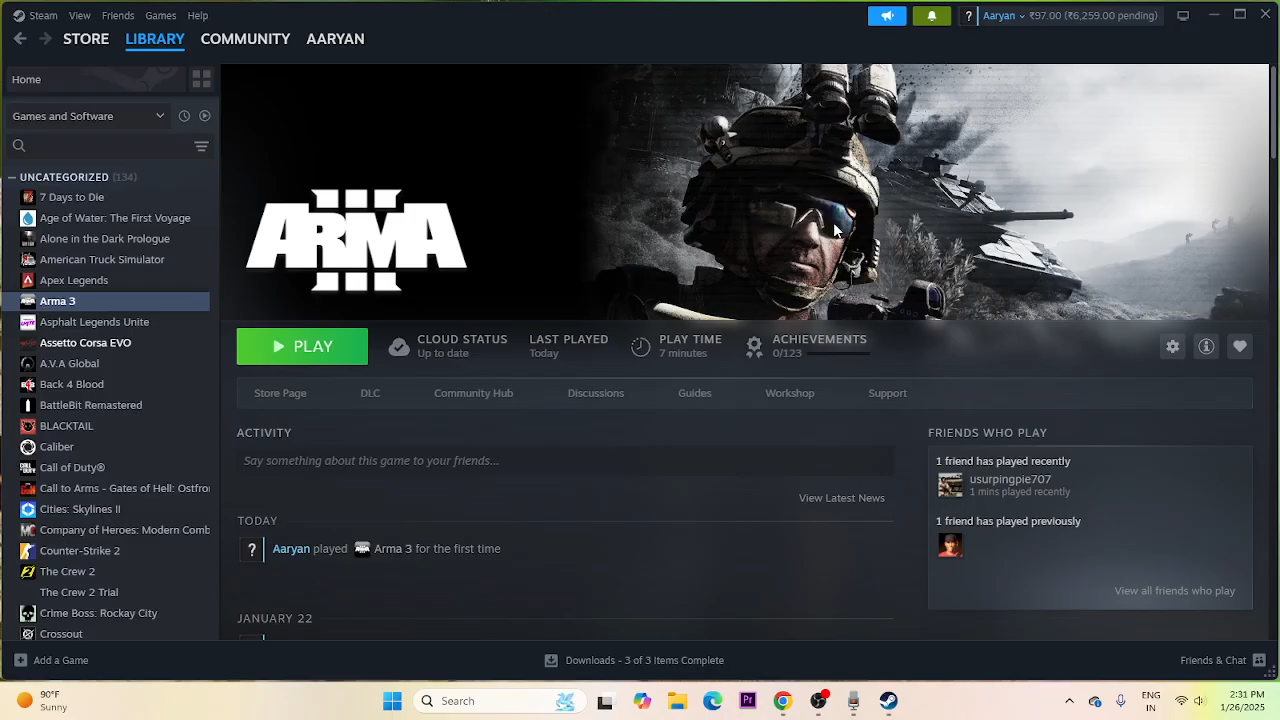 Steam View Friends Games Help
Aaryan ₹97.00 (₹6,259.00 pending)
STORE LIBRARY COMMUNITY AARYAN
Home
Games and Software
UNCATEGORIZED (134)
7 Days to Die
Age of Water: The First Voyage
Alone in the Dark Prologue
American Truck Simulator
Apex Legends
Arma 3
Asphalt Legends Unite
Assetto Corsa EVO
A.V.A Global
Back 4 Blood
BattleBit Remastered
BLACKTAIL
Caliber
Call of Duty®
Call to Arms - Gates of Hell: Ostfro
Cities: Skylines II
Company of Heroes: Modern Comb
Counter-Strike 2
The Crew 2
The Crew 2 Trial
Crime Boss: Rockay City
Crossout
ARMA III
PLAY
CLOUD STATUS
Up to date
LAST PLAYED
Today
PLAY TIME
7 minutes
ACHIEVEMENTS
0/123
Store Page DLC Community Hub Discussions Guides Workshop Support
ACTIVITY
Say something about this game to your friends...
View Latest News
TODAY
? Aaryan played Arma 3 for the first time
JANUARY 22
FRIENDS WHO PLAY
1 friend has played recently
usurpingpie707
1 mins played recently
1 friend has played previously
View all friends who play
Add a Game
Downloads - 3 of 3 Items Complete
Friends & Chat
90°F
Sunny
Search
Pr
ENG
IN
2:31 PM
1/26/2025